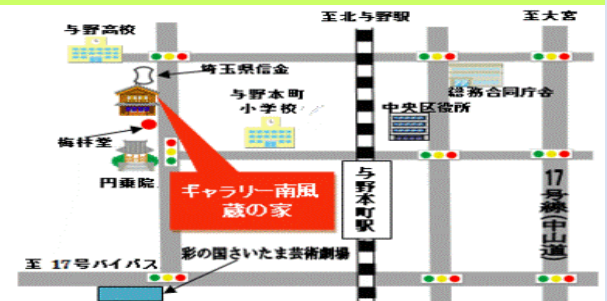 至北与野駅
至大宮
与野高校
埼玉県信金
総務合同庁舎
与野本町
小学校
中央区役所
梅林堂
円乗院
ギャラリー南風
蔵の家
与野本町駅
17号線(中山道)
彩の国さいたま芸術劇場
至 17号バイパス